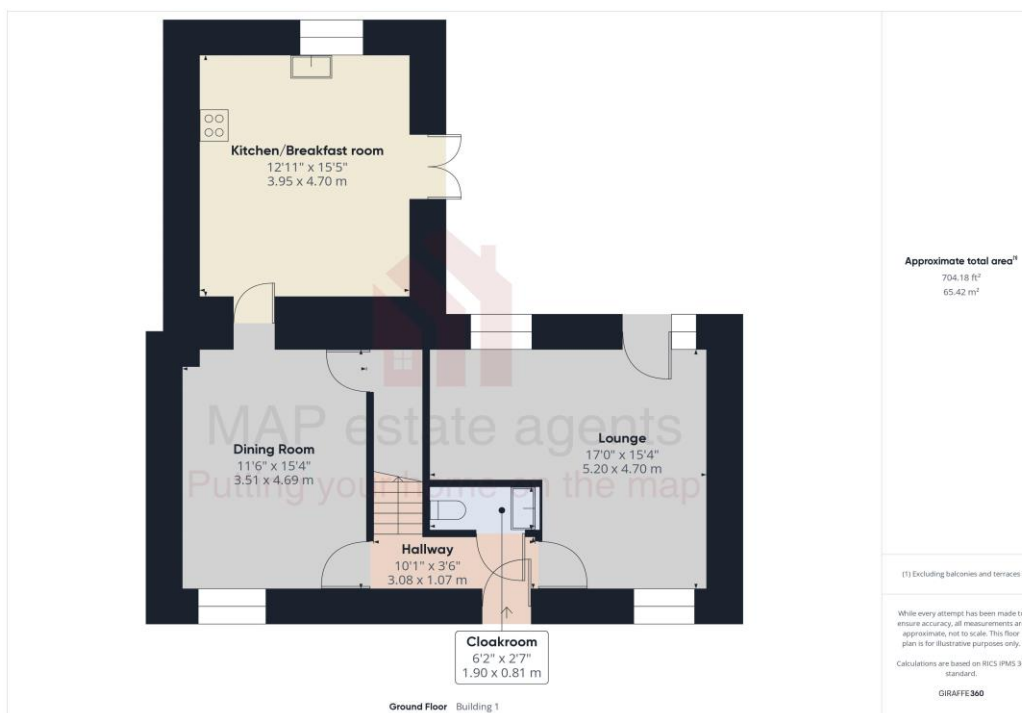 Kitchen/Breakfast room
12'11" x 15'5"
3.95 x 4.70 m
MAP estate agents
Putting your home on the map
Dining Room
11'6" x 15'4"
3.51 x 4.69 m
Lounge
17'0" x 15'4"
5.20 x 4.70 m
Hallway
10'1" x 3'6"
3.08 x 1.07 m
Cloakroom
6'2" x 2'7"
1.90 x 0.81 m
Ground Floor Building 1
Approximate total area(1)
704.18 ft²
65.42 m²
(1) Excluding balconies and terraces
While every attempt has been made to
ensure accuracy, all measurements are
approximate, not to scale. This floor
plan is for illustrative purposes only.
Calculations are based on RICS IPMS 3C
standard.
GIRAFFE360